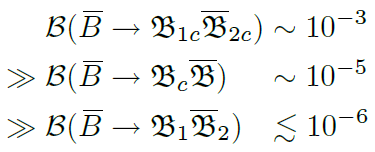 ℬ(B̅ → 𝔅₁c𝔅̅₂c) ∼ 10⁻³
≫ ℬ(B̅ → 𝔅c𝔅̅) ∼ 10⁻⁵
≫ ℬ(B̅ → 𝔅₁𝔅̅₂) ≲ 10⁻⁶